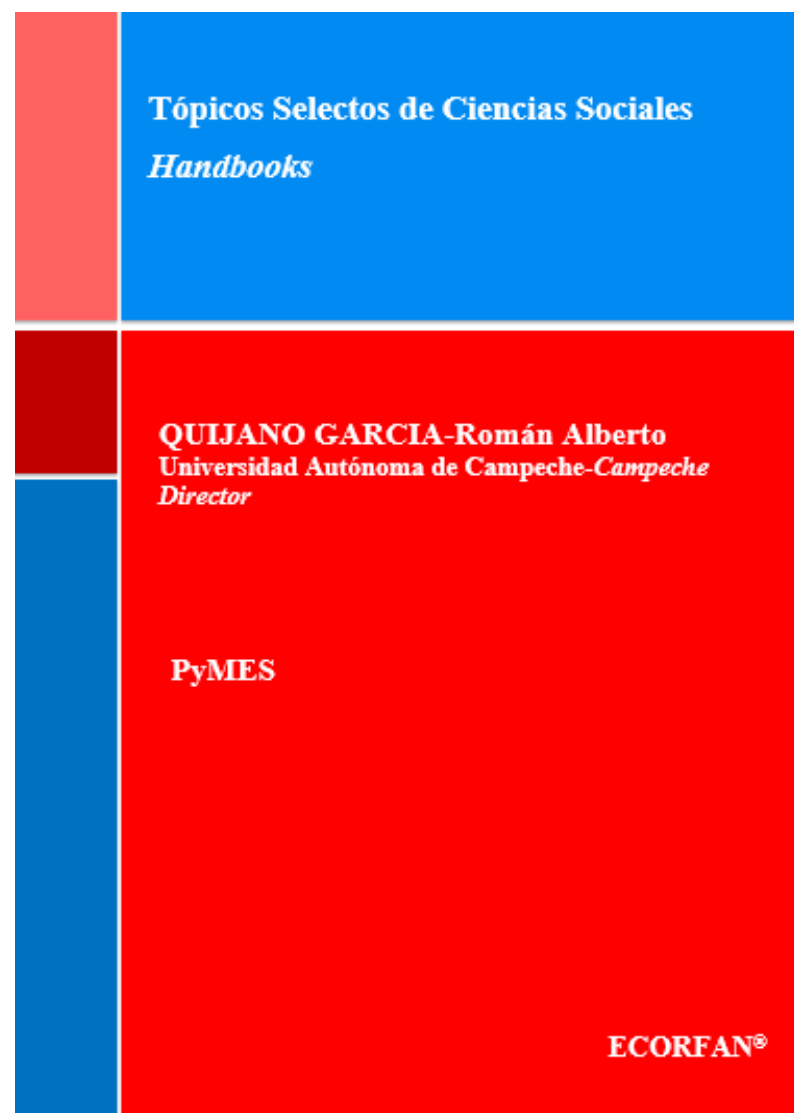 Tópicos Selectos de Ciencias Sociales
Handbooks
QUIJANO GARCIA-Román Alberto
Universidad Autónoma de Campeche-Campeche
Director
PyMES
ECORFAN®